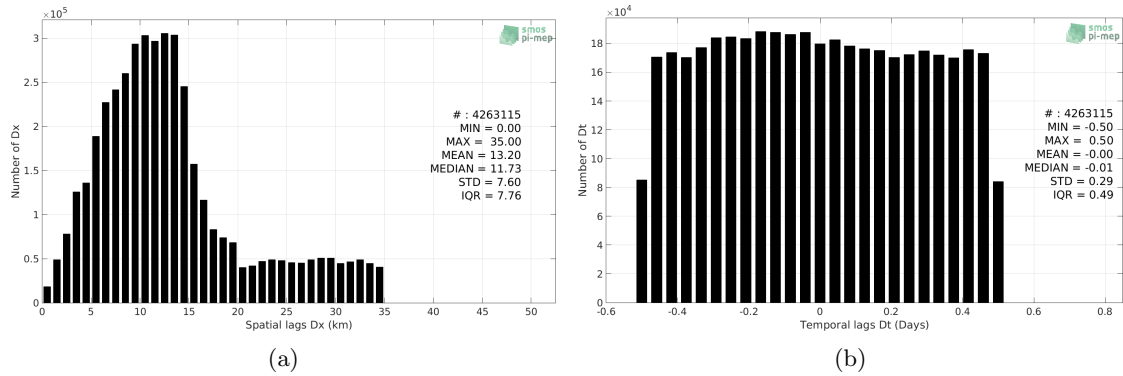 ×10⁵
3
2.5
2
1.5
1
0.5
0
Number of Dx
0 5 10 15 20 25 30 35 40 45 50
Spatial lags Dx (km)
smos
pi-mep
# : 4263115
MIN = 0.00
MAX = 35.00
MEAN = 13.20
MEDIAN = 11.73
STD = 7.60
IQR = 7.76
(a)
×10⁴
18
16
14
12
10
8
6
4
2
0
Number of Dt
-0.6 -0.4 -0.2 0 0.2 0.4 0.6 0.8
Temporal lags Dt (Days)
smos
pi-mep
# : 4263115
MIN = -0.50
MAX = 0.50
MEAN = -0.00
MEDIAN = -0.01
STD = 0.29
IQR = 0.49
(b)